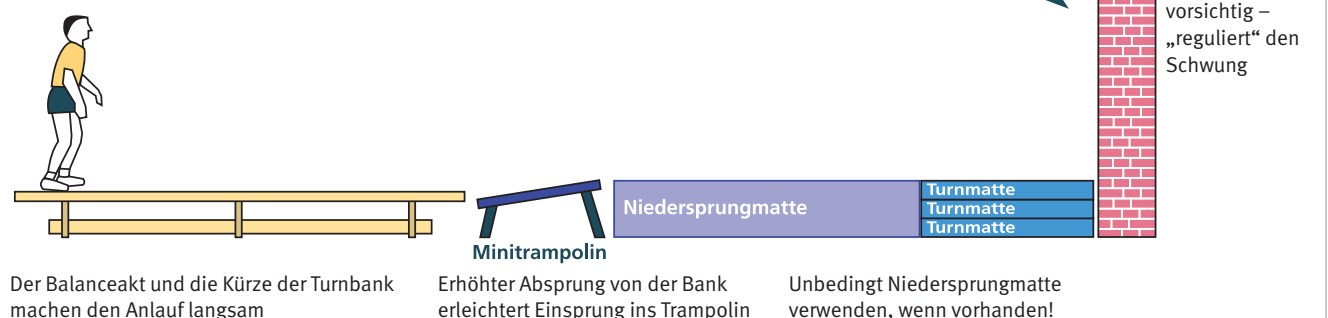 vorsichtig –
„reguliert“ den
Schwung
Turnmatte
Niedersprungmatte
Turnmatte
Turnmatte
Minitrampolin
Der Balanceakt und die Kürze der Turnbank
machen den Anlauf langsam
Erhöhter Absprung von der Bank
erleichtert Einsprung ins Trampolin
Unbedingt Niedersprungmatte
verwenden, wenn vorhanden!